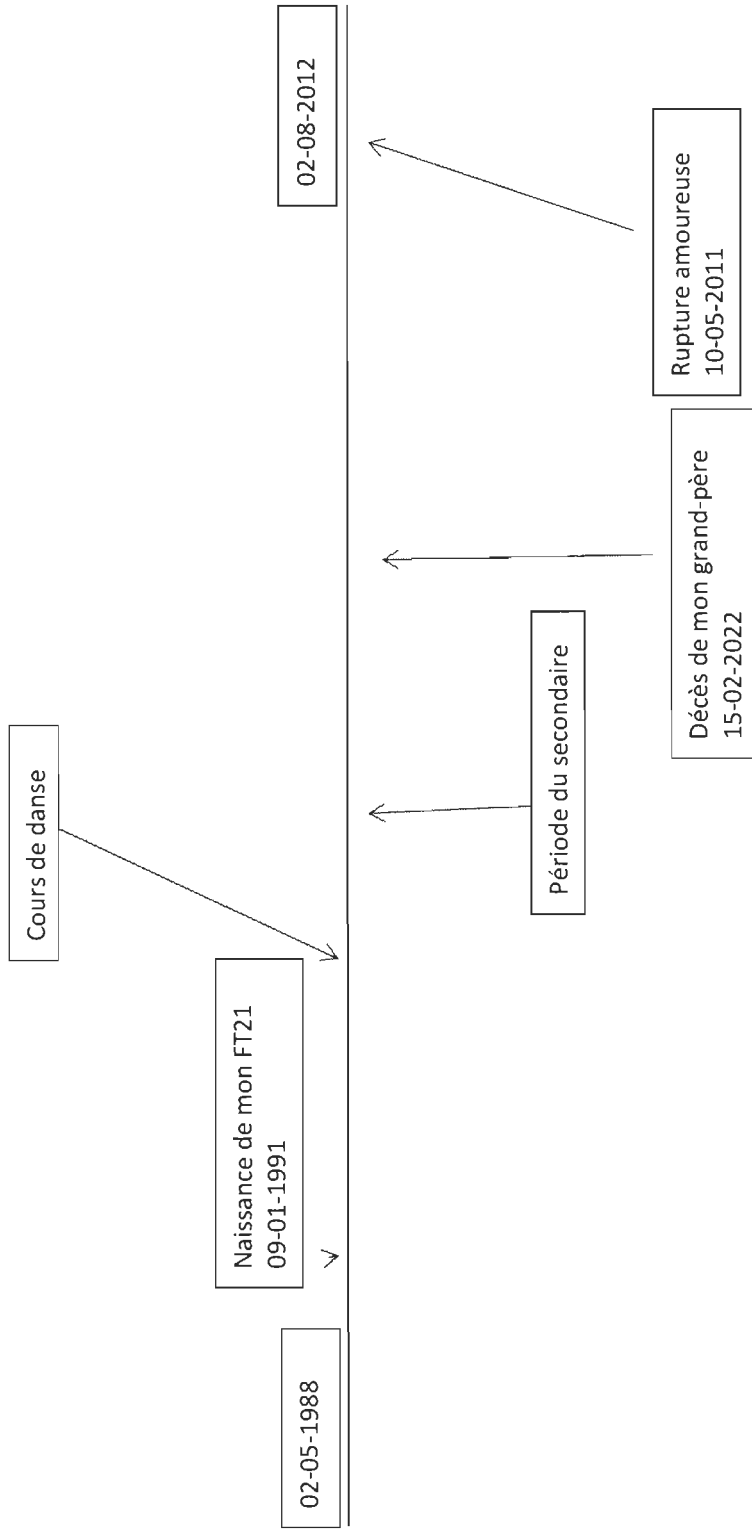 Cours de danse
Naissance de mon FT21
09-01-1991
02-05-1988
02-08-2012
Période du secondaire
Décès de mon grand-père
15-02-2022
Rupture amoureuse
10-05-2011